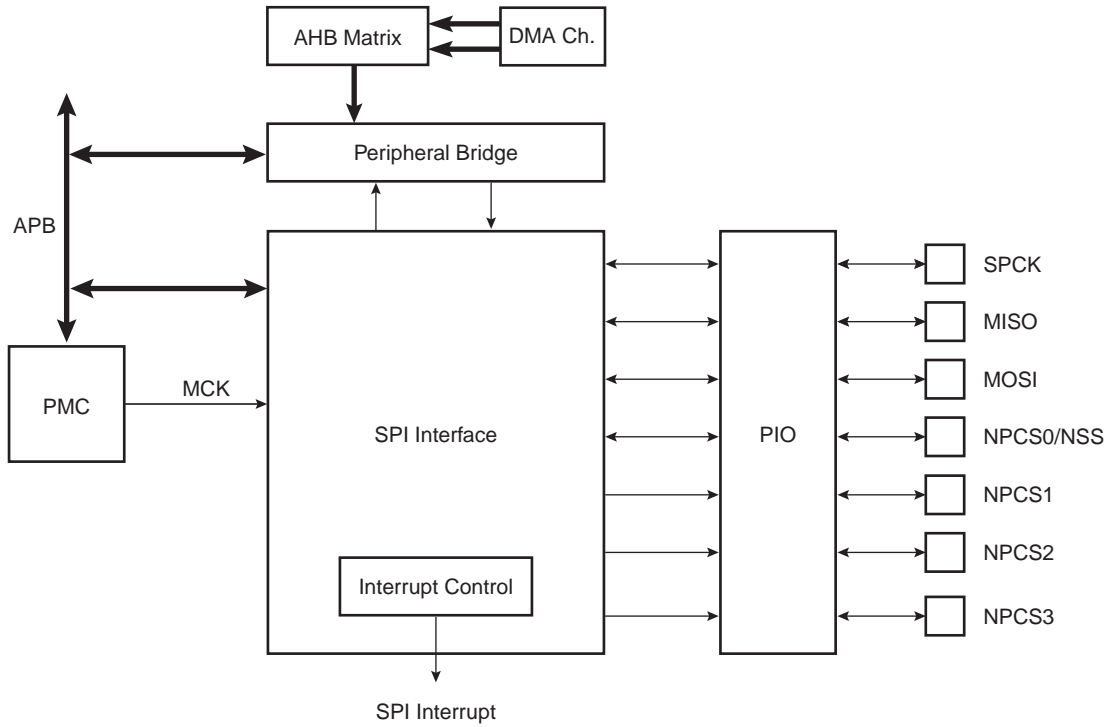 AHB Matrix
DMA Ch.
Peripheral Bridge
APB
SPCK
MISO
PMC
MCK
MOSI
SPI Interface
PIO
NPCS0/NSS
NPCS1
NPCS2
Interrupt Control
NPCS3
SPI Interrupt